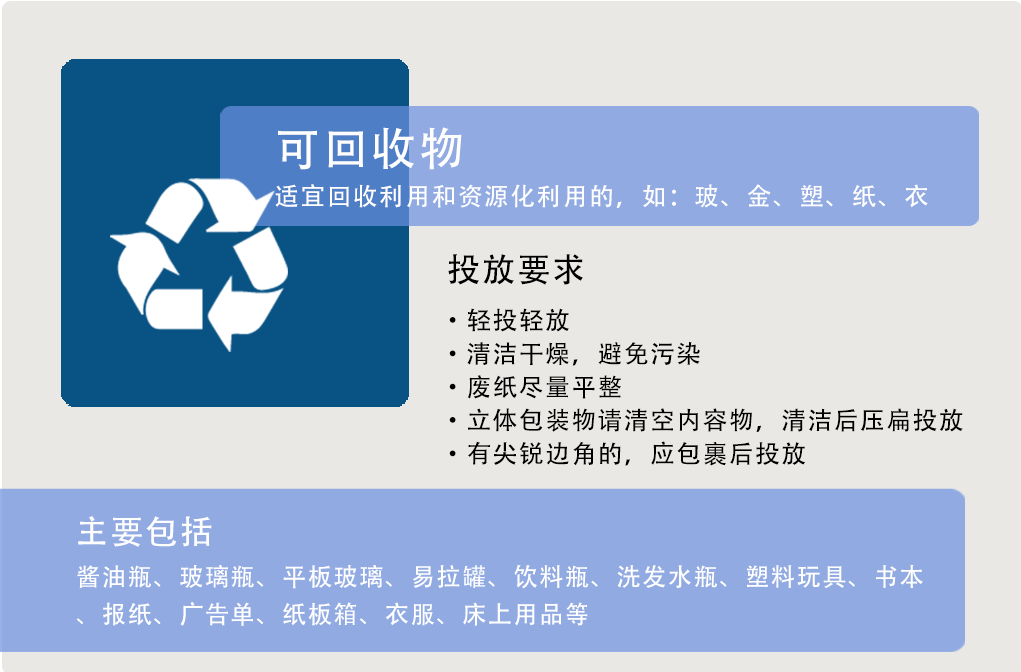 可回收物
适宜回收利用和资源化利用的，如：玻、金、塑、纸、衣
投放要求
• 轻投轻放
• 清洁干燥，避免污染
• 废纸尽量平整
• 立体包装物请清空内容物，清洁后压扁投放
• 有尖锐边角的，应包裹后投放
主要包括
酱油瓶、玻璃瓶、平板玻璃、易拉罐、饮料瓶、洗发水瓶、塑料玩具、书本
、报纸、广告单、纸板箱、衣服、床上用品等